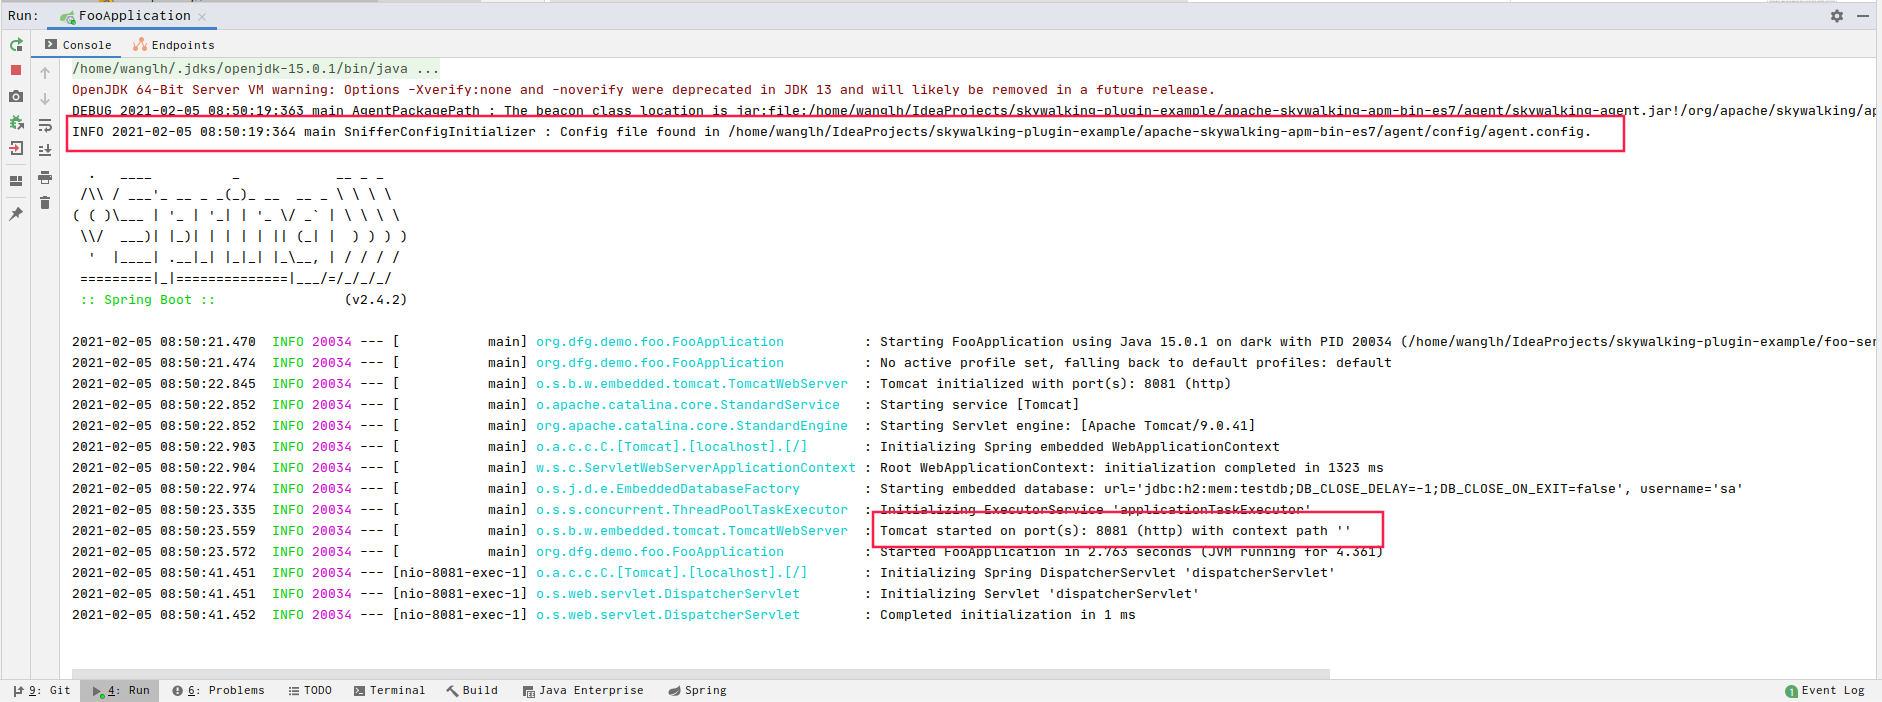 Run: FooApplication
Console Endpoints
/home/wanglh/.jdks/openjdk-15.0.1/bin/java ...
OpenJDK 64-Bit Server VM warning: Options -Xverify:none and -noverify were deprecated in JDK 13 and will likely be removed in a future release.
DEBUG 2021-02-05 08:50:19:363 main AgentPackagePath : The beacon class location is jar:file:/home/wanglh/IdeaProjects/skywalking-plugin-example/apache-skywalking-apm-bin-es7/agent/skywalking-agent.jar!/org/apache/skywalking/ap
INFO 2021-02-05 08:50:19:364 main SnifferConfigInitializer : Config file found in /home/wanglh/IdeaProjects/skywalking-plugin-example/apache-skywalking-apm-bin-es7/agent/config/agent.config.
  .   ____          _            __ _ _
 /\\ / ___'_ __ _ _(_)_ __  __ _ \ \ \ \
( ( )\___ | '_ | '_| | '_ \/ _` | \ \ \ \
 \\/  ___)| |_)| | | | | || (_| |  ) ) ) )
  '  |____| .__|_| |_|_| |_\__, | / / / /
 =========|_|==============|___/=/_/_/_/
 :: Spring Boot ::                (v2.4.2)
2021-02-05 08:50:21.470  INFO 20034 --- [           main] org.dfg.demo.foo.FooApplication          : Starting FooApplication using Java 15.0.1 on dark with PID 20034 (/home/wanglh/IdeaProjects/skywalking-plugin-example/foo-ser
2021-02-05 08:50:21.474  INFO 20034 --- [           main] org.dfg.demo.foo.FooApplication          : No active profile set, falling back to default profiles: default
2021-02-05 08:50:22.845  INFO 20034 --- [           main] o.s.b.w.embedded.tomcat.TomcatWebServer  : Tomcat initialized with port(s): 8081 (http)
2021-02-05 08:50:22.852  INFO 20034 --- [           main] o.apache.catalina.core.StandardService   : Starting service [Tomcat]
2021-02-05 08:50:22.852  INFO 20034 --- [           main] org.apache.catalina.core.StandardEngine  : Starting Servlet engine: [Apache Tomcat/9.0.41]
2021-02-05 08:50:22.903  INFO 20034 --- [           main] o.a.c.c.C.[Tomcat].[localhost].[/]       : Initializing Spring embedded WebApplicationContext
2021-02-05 08:50:22.904  INFO 20034 --- [           main] w.s.c.ServletWebServerApplicationContext : Root WebApplicationContext: initialization completed in 1323 ms
2021-02-05 08:50:22.974  INFO 20034 --- [           main] o.s.j.d.e.EmbeddedDatabaseFactory        : Starting embedded database: url='jdbc:h2:mem:testdb;DB_CLOSE_DELAY=-1;DB_CLOSE_ON_EXIT=false', username='sa'
2021-02-05 08:50:23.335  INFO 20034 --- [           main] o.s.s.concurrent.ThreadPoolTaskExecutor  : Initializing ExecutorService 'applicationTaskExecutor'
2021-02-05 08:50:23.559  INFO 20034 --- [           main] o.s.b.w.embedded.tomcat.TomcatWebServer  : Tomcat started on port(s): 8081 (http) with context path ''
2021-02-05 08:50:23.572  INFO 20034 --- [           main] org.dfg.demo.foo.FooApplication          : Started FooApplication in 2.763 seconds (JVM running for 4.361)
2021-02-05 08:50:41.451  INFO 20034 --- [nio-8081-exec-1] o.a.c.c.C.[Tomcat].[localhost].[/]       : Initializing Spring DispatcherServlet 'dispatcherServlet'
2021-02-05 08:50:41.451  INFO 20034 --- [nio-8081-exec-1] o.s.web.servlet.DispatcherServlet        : Initializing Servlet 'dispatcherServlet'
2021-02-05 08:50:41.452  INFO 20034 --- [nio-8081-exec-1] o.s.web.servlet.DispatcherServlet        : Completed initialization in 1 ms
9: Git 4: Run 6: Problems TODO Terminal Build Java Enterprise Spring 1 Event Log